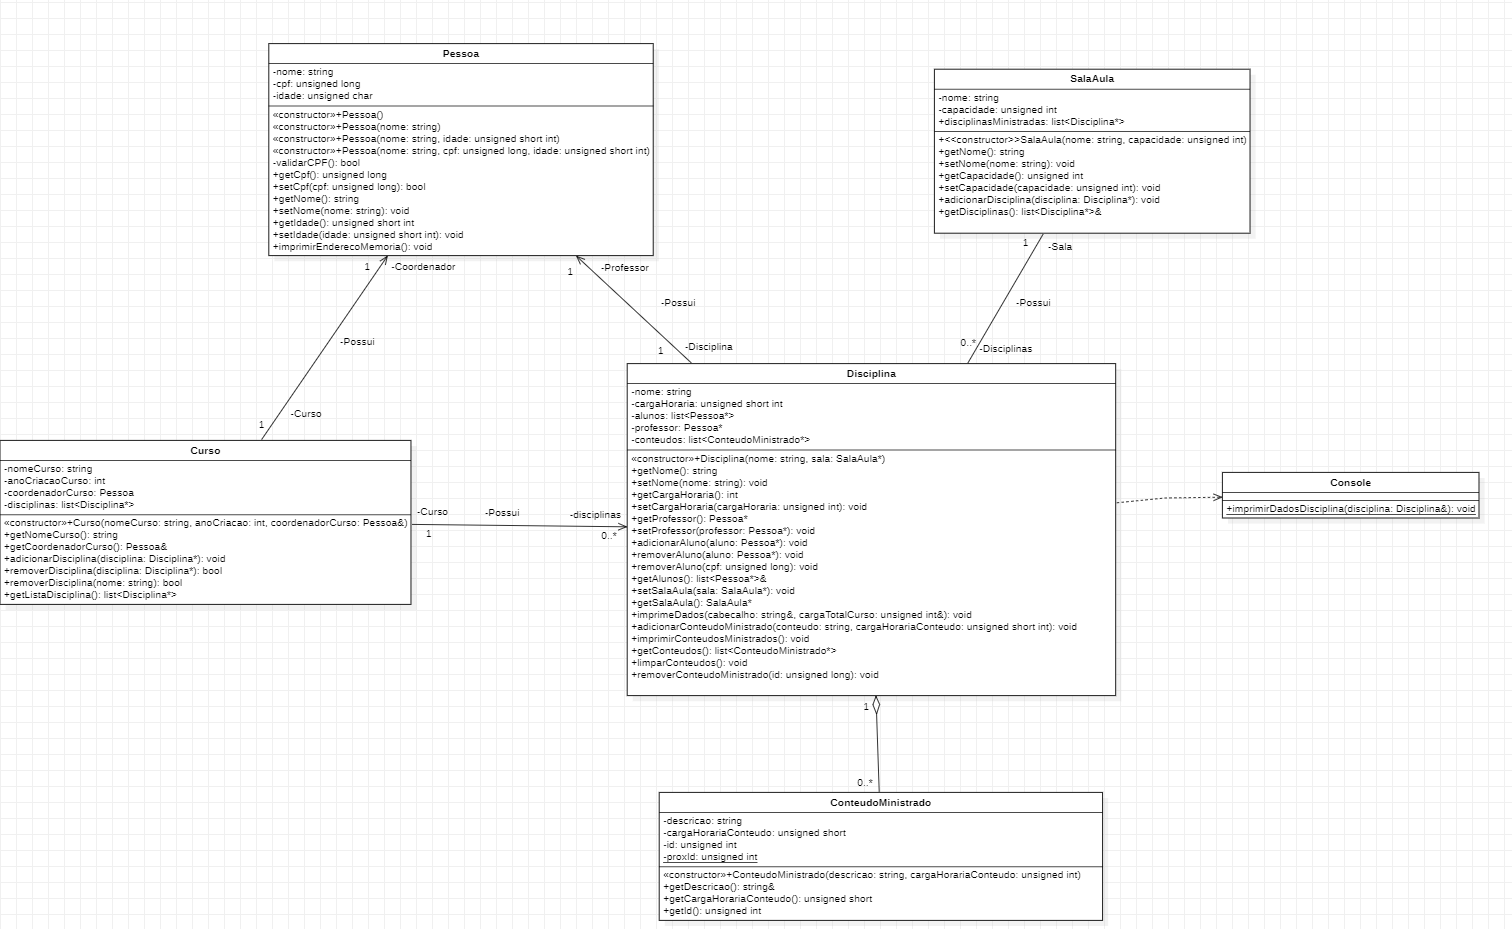 Pessoa
-nome: string
-cpf: unsigned long
-idade: unsigned char
«constructor»+Pessoa()
«constructor»+Pessoa(nome: string)
«constructor»+Pessoa(nome: string, idade: unsigned short int)
«constructor»+Pessoa(nome: string, cpf: unsigned long, idade: unsigned short int)
-validarCPF(): bool
+getCpf(): unsigned long
+setCpf(cpf: unsigned long): bool
+getNome(): string
+setNome(nome: string): void
+getIdade(): unsigned short int
+setIdade(idade: unsigned short int): void
+imprimirEnderecoMemoria(): void
SalaAula
-nome: string
-capacidade: unsigned int
+disciplinasMinistradas: list<Disciplina*>
+<<constructor>>SalaAula(nome: string, capacidade: unsigned int)
+getNome(): string
+setNome(nome: string): void
+getCapacidade(): unsigned int
+setCapacidade(capacidade: unsigned int): void
+adicionarDisciplina(disciplina: Disciplina*): void
+getDisciplinas(): list<Disciplina*>&
1
-Coordenador
1
-Professor
1
-Sala
-Possui
-Possui
-Possui
1
-Disciplina
0..*
-Disciplinas
-Curso
1
Curso
-nomeCurso: string
-anoCriacaoCurso: int
-coordenadorCurso: Pessoa
-disciplinas: list<Disciplina*>
«constructor»+Curso(nomeCurso: string, anoCriacao: int, coordenadorCurso: Pessoa&)
+getNomeCurso(): string
+getCoordenadorCurso(): Pessoa&
+adicionarDisciplina(disciplina: Disciplina*): void
+removerDisciplina(disciplina: Disciplina*): bool
+removerDisciplina(nome: string): bool
+getListaDisciplina(): list<Disciplina*>
-Curso
-Possui
-disciplinas
1
0..*
Disciplina
-nome: string
-cargaHoraria: unsigned short int
-alunos: list<Pessoa*>
-professor: Pessoa*
-conteudos: list<ConteudoMinistrado*>
«constructor»+Disciplina(nome: string, sala: SalaAula*)
+getNome(): string
+setNome(nome: string): void
+getCargaHoraria(): int
+setCargaHoraria(cargaHoraria: unsigned int): void
+getProfessor(): Pessoa*
+setProfessor(professor: Pessoa*): void
+adicionarAluno(aluno: Pessoa*): void
+removerAluno(aluno: Pessoa*): void
+removerAluno(cpf: unsigned long): void
+getAlunos(): list<Pessoa*>&
+setSalaAula(sala: SalaAula*): void
+getSalaAula(): SalaAula*
+imprimeDados(cabecalho: string&, cargaTotalCurso: unsigned int&): void
+adicionarConteudoMinistrado(conteudo: string, cargaHorariaConteudo: unsigned short int): void
+imprimirConteudosMinistrados(): void
+getConteudos(): list<ConteudoMinistrado*>
+limparConteudos(): void
+removerConteudoMinistrado(id: unsigned long): void
Console
+imprimirDadosDisciplina(disciplina: Disciplina&): void
1
0..*
ConteudoMinistrado
-descricao: string
-cargaHorariaConteudo: unsigned short
-id: unsigned int
-proxId: unsigned int
«constructor»+ConteudoMinistrado(descricao: string, cargaHorariaConteudo: unsigned int)
+getDescricao(): string&
+getCargaHorariaConteudo(): unsigned short
+getId(): unsigned int